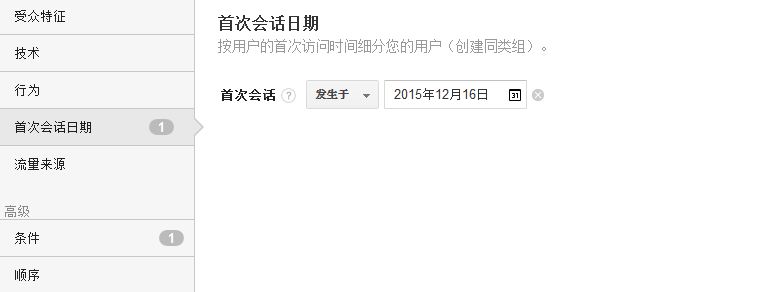 受众特征
技术
行为
首次会话日期 1
流量来源
高级
条件 1
顺序
首次会话日期
按用户的首次访问时间细分您的用户（创建同类组）。
首次会话 ? 发生于 2015年12月16日 31